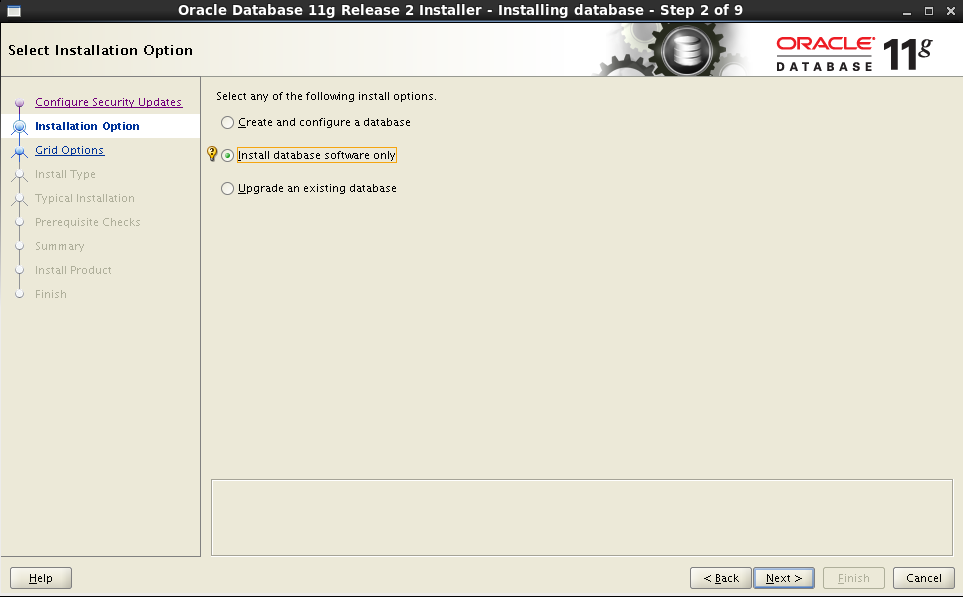 Oracle Database 11g Release 2 Installer - Installing database - Step 2 of 9
Select Installation Option
ORACLE
DATABASE
11g
Configure Security Updates
Installation Option
Grid Options
Install Type
Typical Installation
Prerequisite Checks
Summary
Install Product
Finish
Select any of the following install options.
Create and configure a database
Install database software only
Upgrade an existing database
Help
< Back
Next >
Finish
Cancel